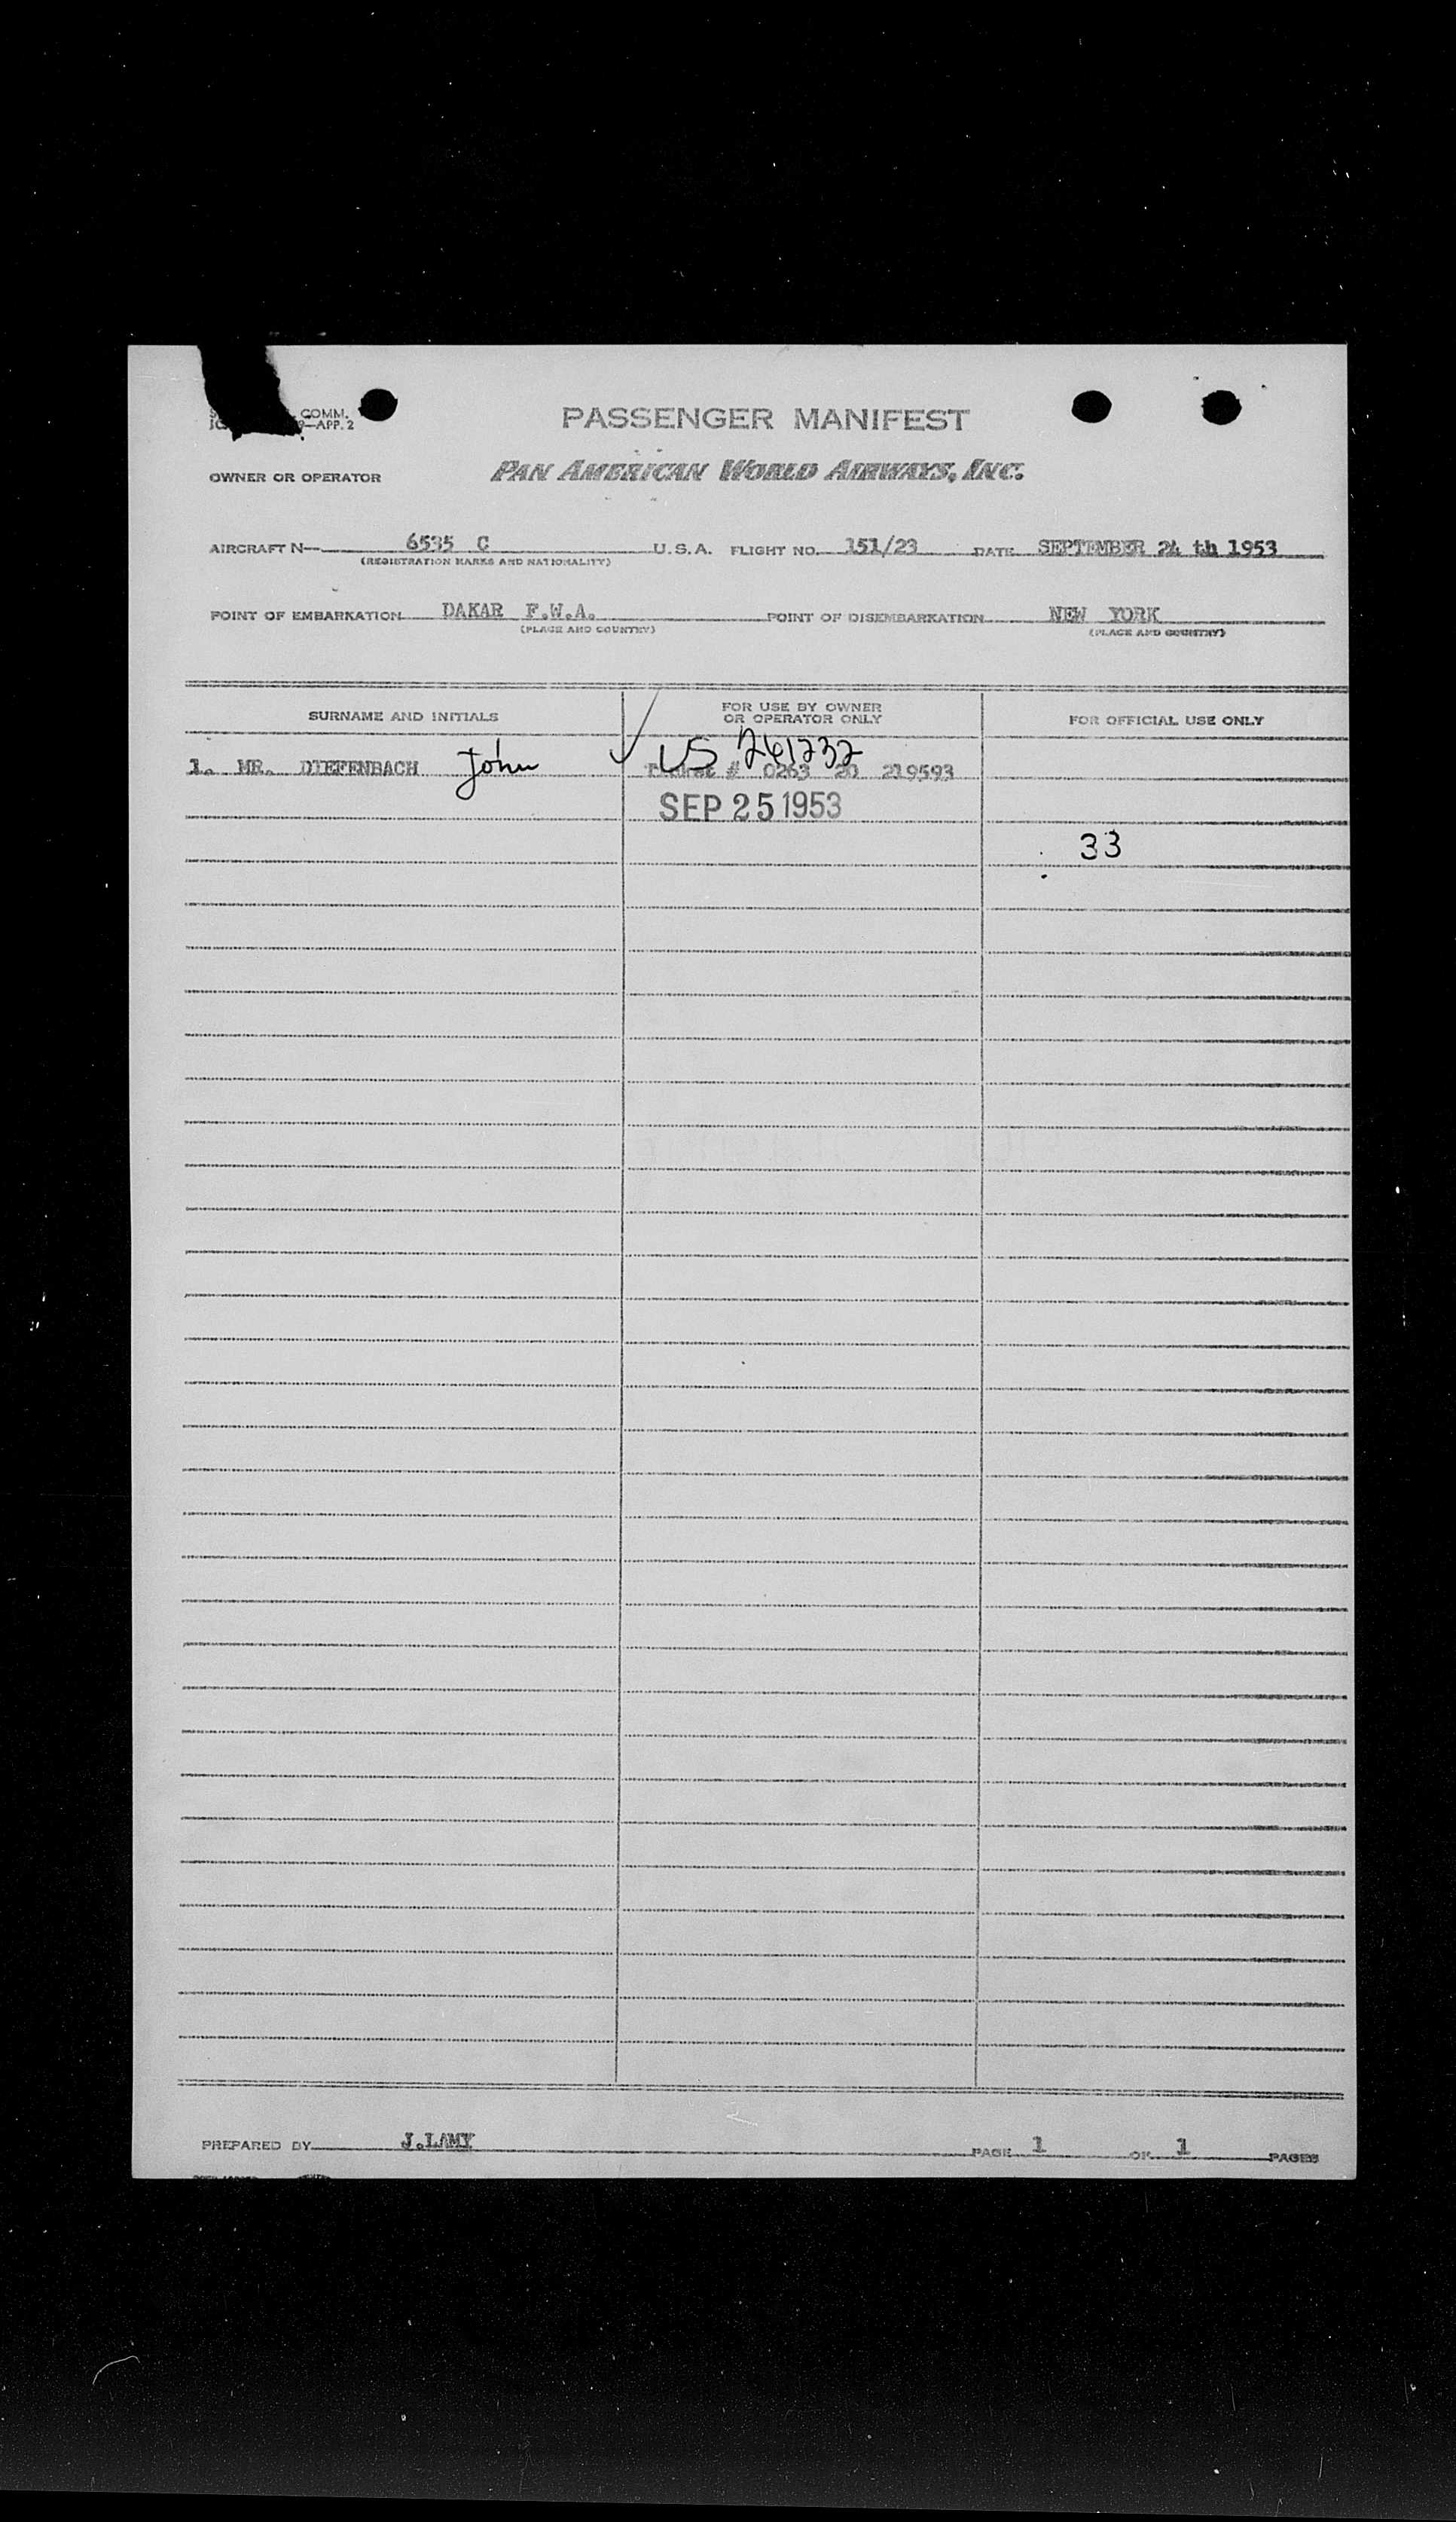 COMM.
9—APP. 2
PASSENGER MANIFEST
OWNER OR OPERATOR PAN AMERICAN WORLD AIRWAYS, INC.
AIRCRAFT N— 6535 C U.S.A. FLIGHT NO. 151/23 DATE SEPTEMBER 24 th 1953
(REGISTRATION MARKS AND NATIONALITY)
POINT OF EMBARKATION DAKAR F.W.A. POINT OF DISEMBARKATION NEW YORK
(PLACE AND COUNTRY) (PLACE AND COUNTRY)
SURNAME AND INITIALS FOR USE BY OWNER OR OPERATOR ONLY FOR OFFICIAL USE ONLY
US 261232
1. MR. DIEFENBACH John Ticket # 0263 20 219593
SEP 25 1953
33
PREPARED BY J.LAMY PAGE 1 OF 1 PAGES